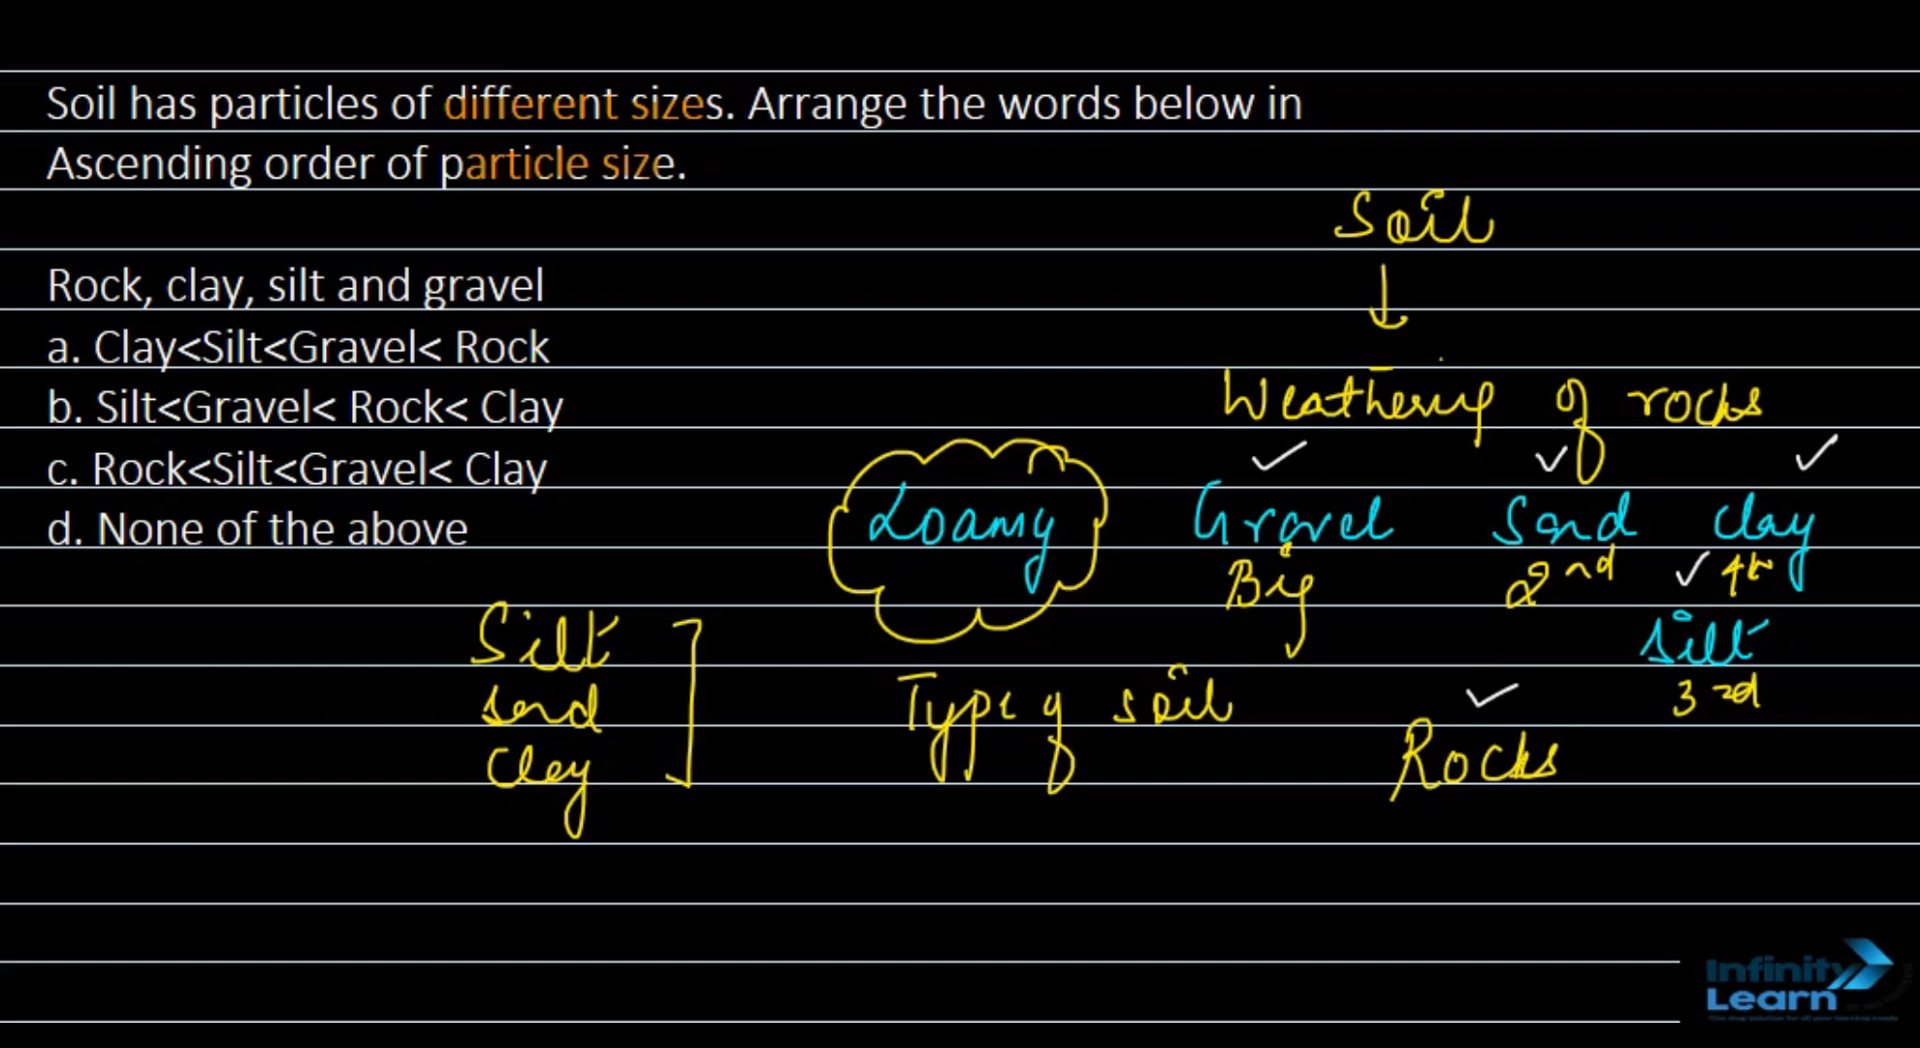 Soil has particles of different sizes. Arrange the words below in
Ascending order of particle size.
Soil
Rock, clay, silt and gravel
a. Clay<Silt<Gravel< Rock
b. Silt<Gravel< Rock< Clay
Weathering of rocks
c. Rock<Silt<Gravel< Clay
d. None of the above
Loamy Gravel Sand Clay
Big 2nd 4th
Silt
3rd
Silt
Sand
Clay
Type of soil
Rocks
Infinity
Learn